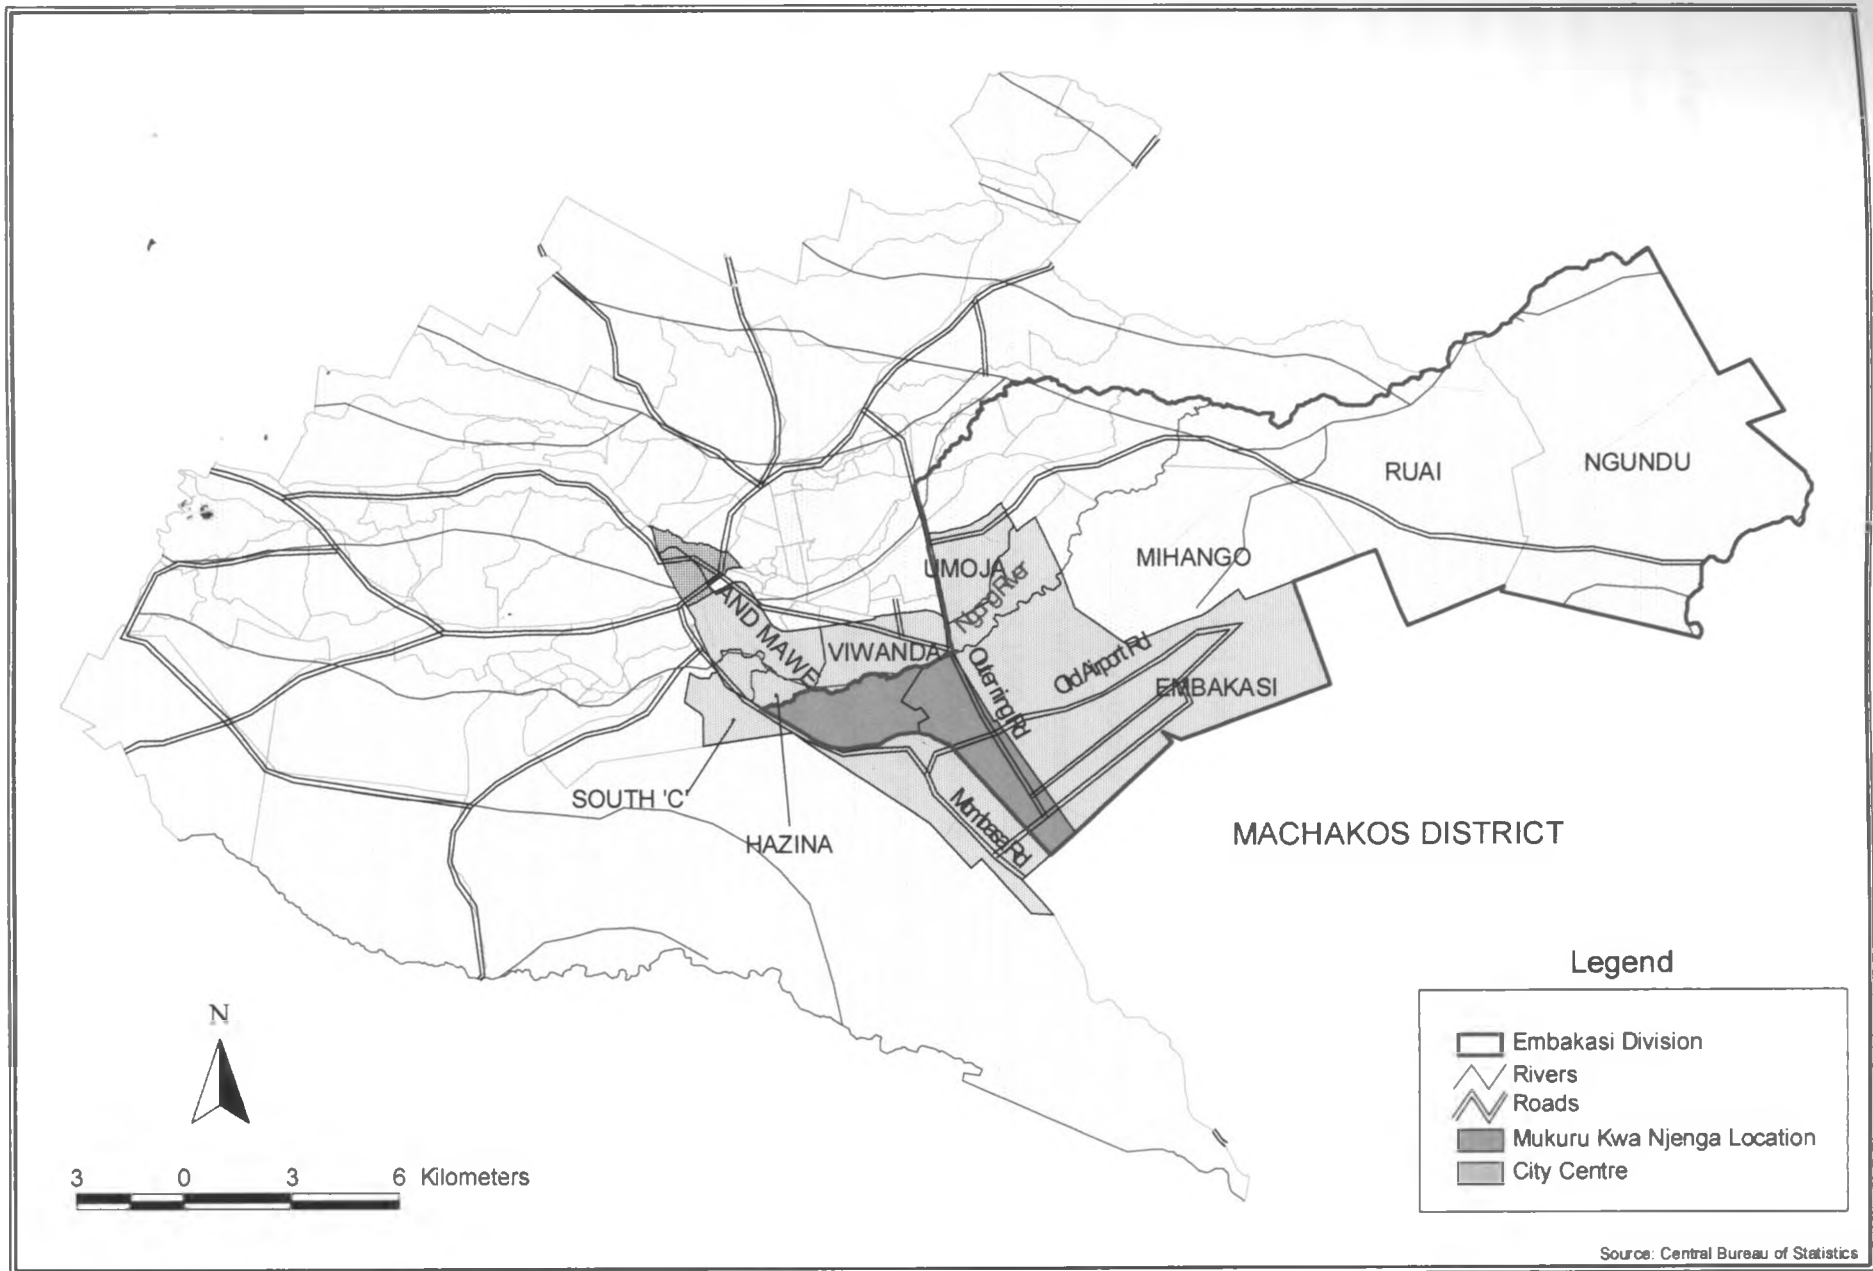 RUAI
NGUNDU
MIHANGO
UMOJA
Ngong River
AND MAWE
VIWANDA
Outer ring Rd
Old Airport Rd
EMBAKASI
SOUTH 'C'
HAZINA
Mombasa Rd
MACHAKOS DISTRICT
Legend
Embakasi Division
Rivers
Roads
Mukuru Kwa Njenga Location
City Centre
N
3 0 3 6 Kilometers
Source: Central Bureau of Statistics